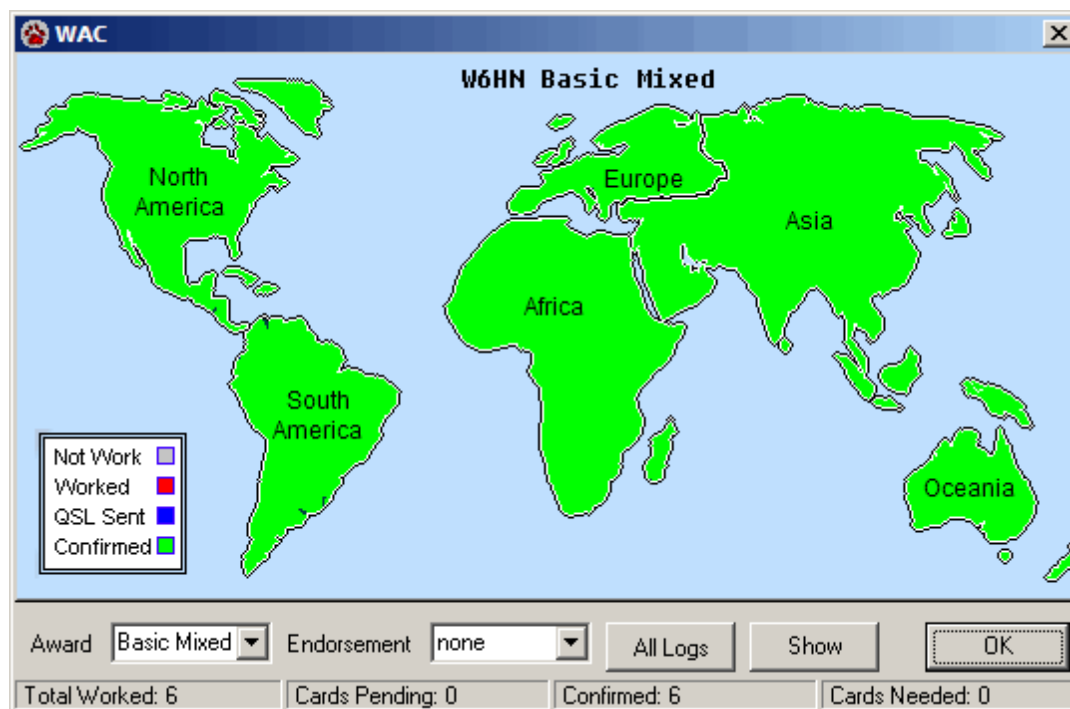 WAC
W6HN Basic Mixed
North
America
Europe
Asia
Africa
South
America
Oceania
Not Work
Worked
QSL Sent
Confirmed
Award Basic Mixed Endorsement none All Logs Show OK
Total Worked: 6 Cards Pending: 0 Confirmed: 6 Cards Needed: 0